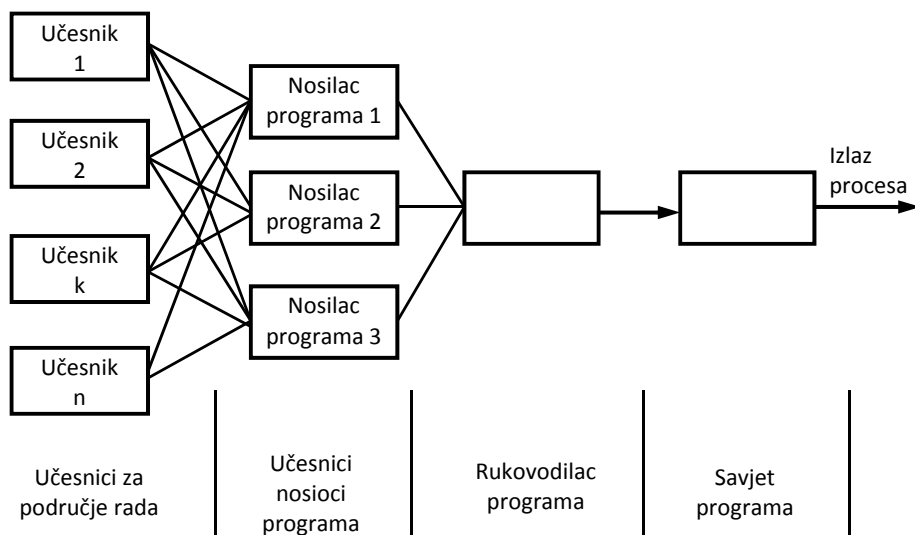 Učesnik
1
Učesnik
2
Učesnik
k
Učesnik
n
Nosilac
programa 1
Nosilac
programa 2
Nosilac
programa 3
Izlaz
procesa
Učesnici za
područje rada
Učesnici
nosioci
programa
Rukovodilac
programa
Savjet
programa